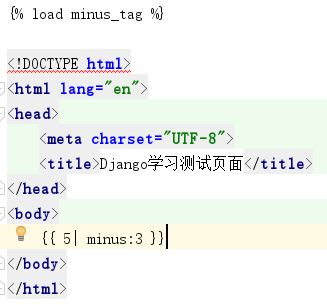 {% load minus_tag %}
<!DOCTYPE html>
<html lang="en">
<head>
    <meta charset="UTF-8">
    <title>Django学习测试页面</title>
</head>
<body>
    {{ 5| minus:3 }}
</body>
</html>